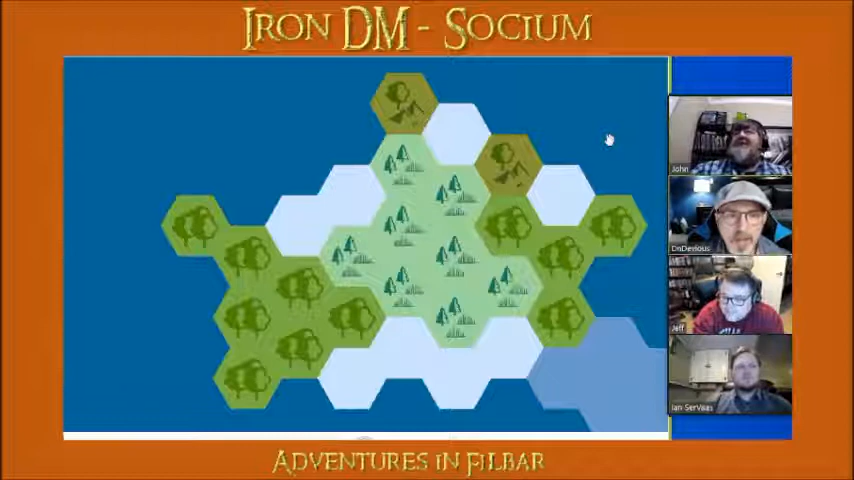 Iron DM - Socium
John
DnDevious
Jeff
Ian SerVaas
Adventures in Filbar